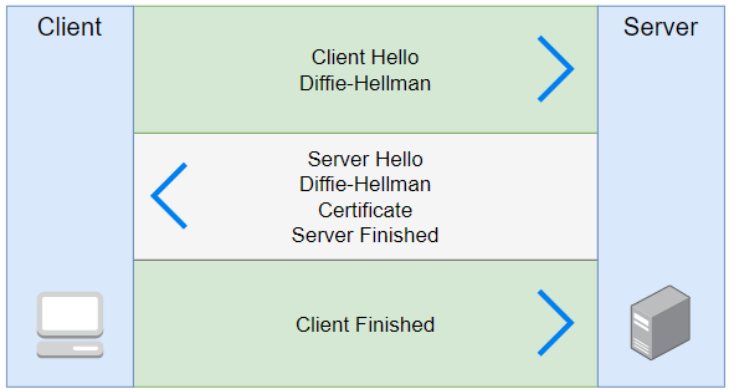 Client
Server
Client Hello
Diffie-Hellman
Server Hello
Diffie-Hellman
Certificate
Server Finished
Client Finished